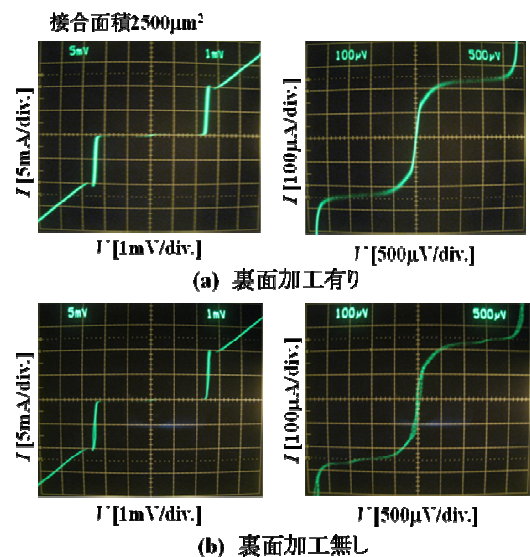 接合面積2500μm²
5mV 1mV
100μV 500μV
I [5mA/div.]
I [100μA/div.]
V [1mV/div.]
V [500μV/div.]
(a) 裏面加工有り
5mV 1mV
100μV 500μV
I [5mA/div.]
I [100μA/div.]
V [1mV/div.]
V [500μV/div.]
(b) 裏面加工無し